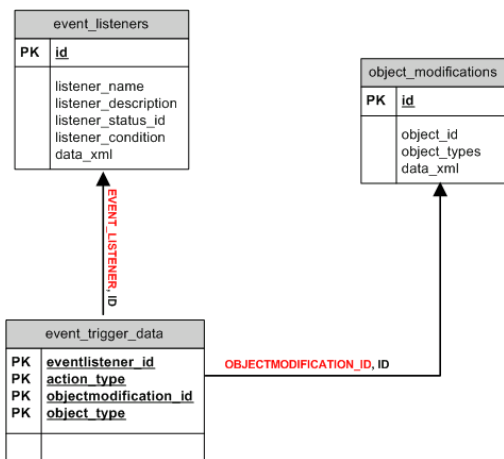 event_listeners
PK id
listener_name
listener_description
listener_status_id
listener_condition
data_xml
object_modifications
PK id
object_id
object_types
data_xml
EVENT_LISTENER, ID
event_trigger_data
PK eventlistener_id
PK action_type
PK objectmodification_id
PK object_type
OBJECTMODIFICATION_ID, ID